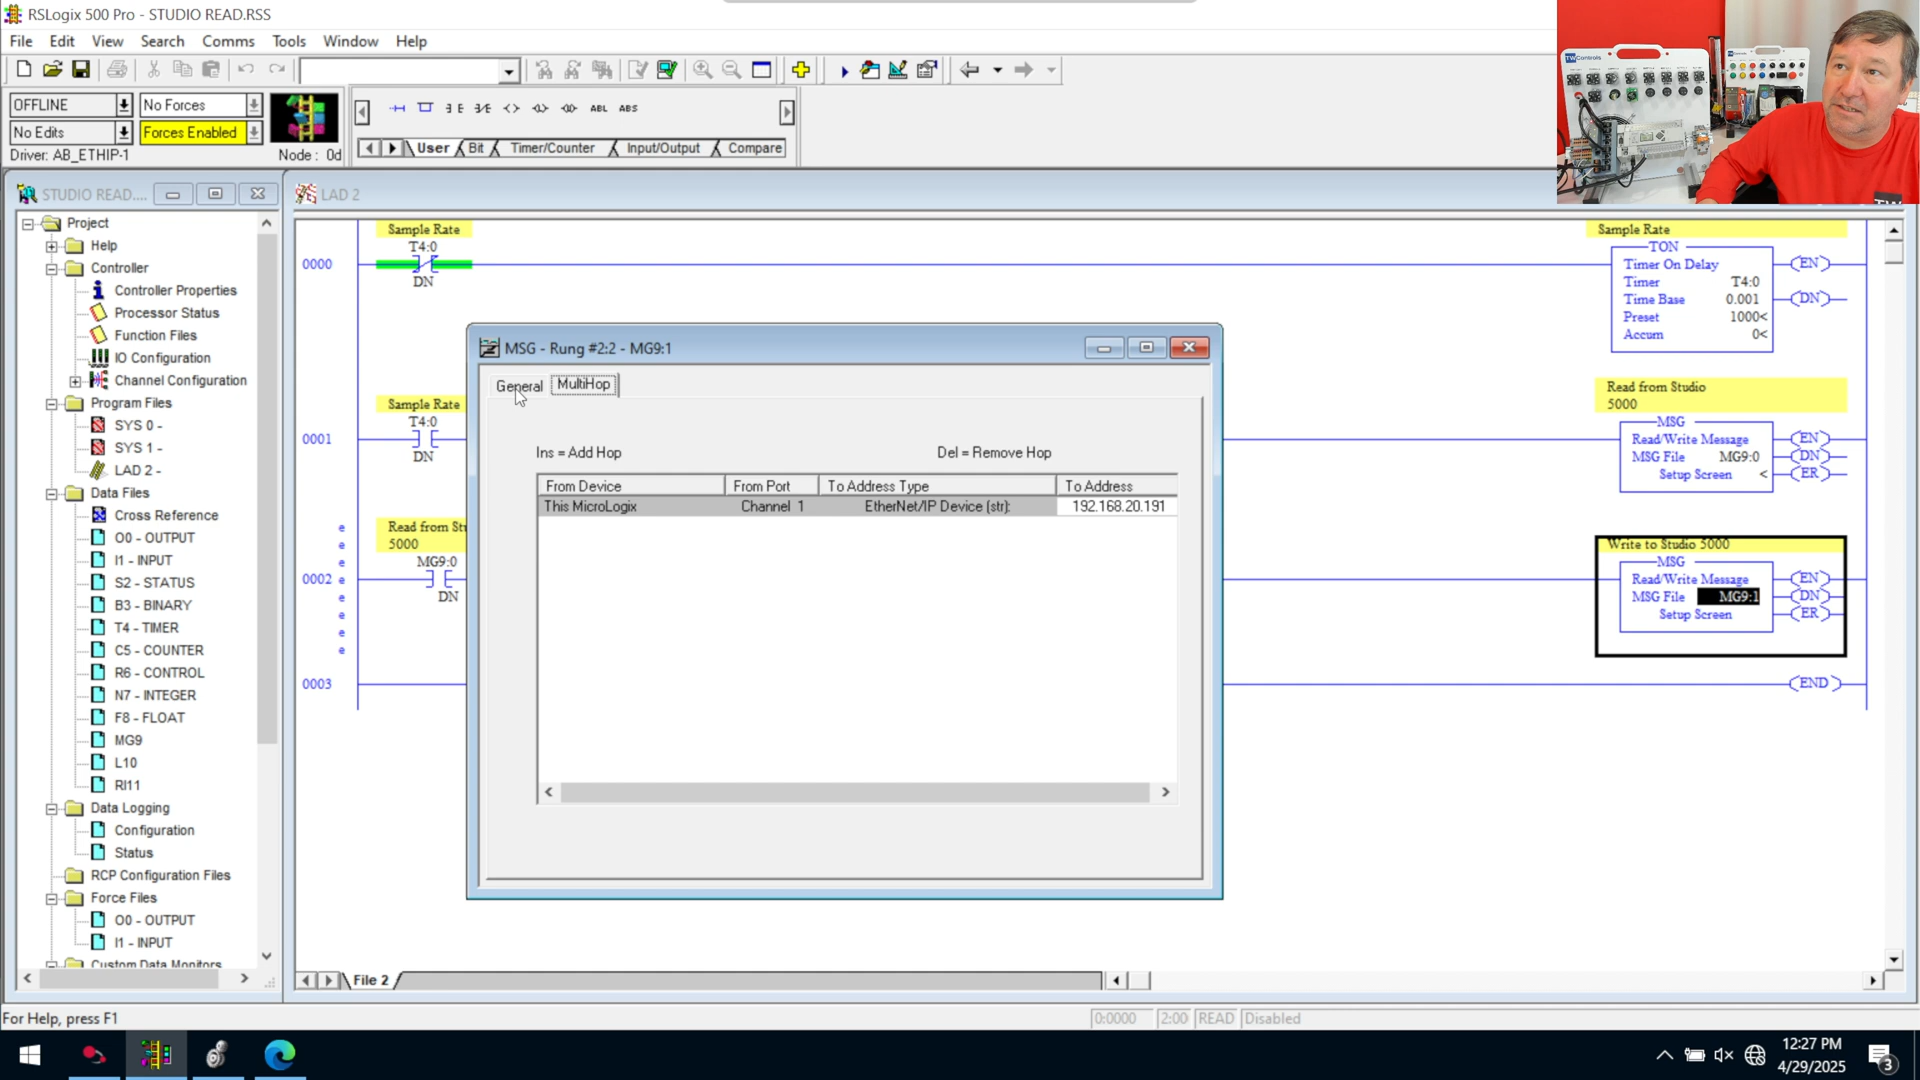 RSLogix 500 Pro - STUDIO READ.RSS
File Edit View Search Comms Tools Window Help
OFFLINE No Forces
No Edits Forces Enabled
Driver: AB_ETHIP-1 Node : 0d
ABL ABS
User Bit Timer/Counter Input/Output Compare
STUDIO READ....
Project
Help
Controller
Controller Properties
Processor Status
Function Files
IO Configuration
Channel Configuration
Program Files
SYS 0 -
SYS 1 -
LAD 2 -
Data Files
Cross Reference
O0 - OUTPUT
I1 - INPUT
S2 - STATUS
B3 - BINARY
T4 - TIMER
C5 - COUNTER
R6 - CONTROL
N7 - INTEGER
F8 - FLOAT
MG9
L10
RI11
Data Logging
Configuration
Status
RCP Configuration Files
Force Files
O0 - OUTPUT
I1 - INPUT
Custom Data Monitors
LAD 2
Sample Rate
T4:0
0000
DN
Sample Rate
TON
Timer On Delay
Timer T4:0
Time Base 0.001
Preset 1000<
Accum 0<
EN
DN
Sample Rate
T4:0
0001
DN
Read from Studio
5000
MSG
Read/Write Message
MSG File MG9:0
Setup Screen <
EN
DN
ER
Read from Stu
5000
MG9:0
0002
DN
e
e
e
e
e
e
e
e
Write to Studio 5000
MSG
Read/Write Message
MSG File MG9:1
Setup Screen
EN
DN
ER
0003
END
MSG - Rung #2:2 - MG9:1
General MultiHop
Ins = Add Hop Del = Remove Hop
From Device From Port To Address Type To Address
This MicroLogix Channel 1 EtherNet/IP Device (str): 192.168.20.191
File 2
For Help, press F1
0:0000 2:00 READ Disabled
12:27 PM
4/29/2025
3
TWControls